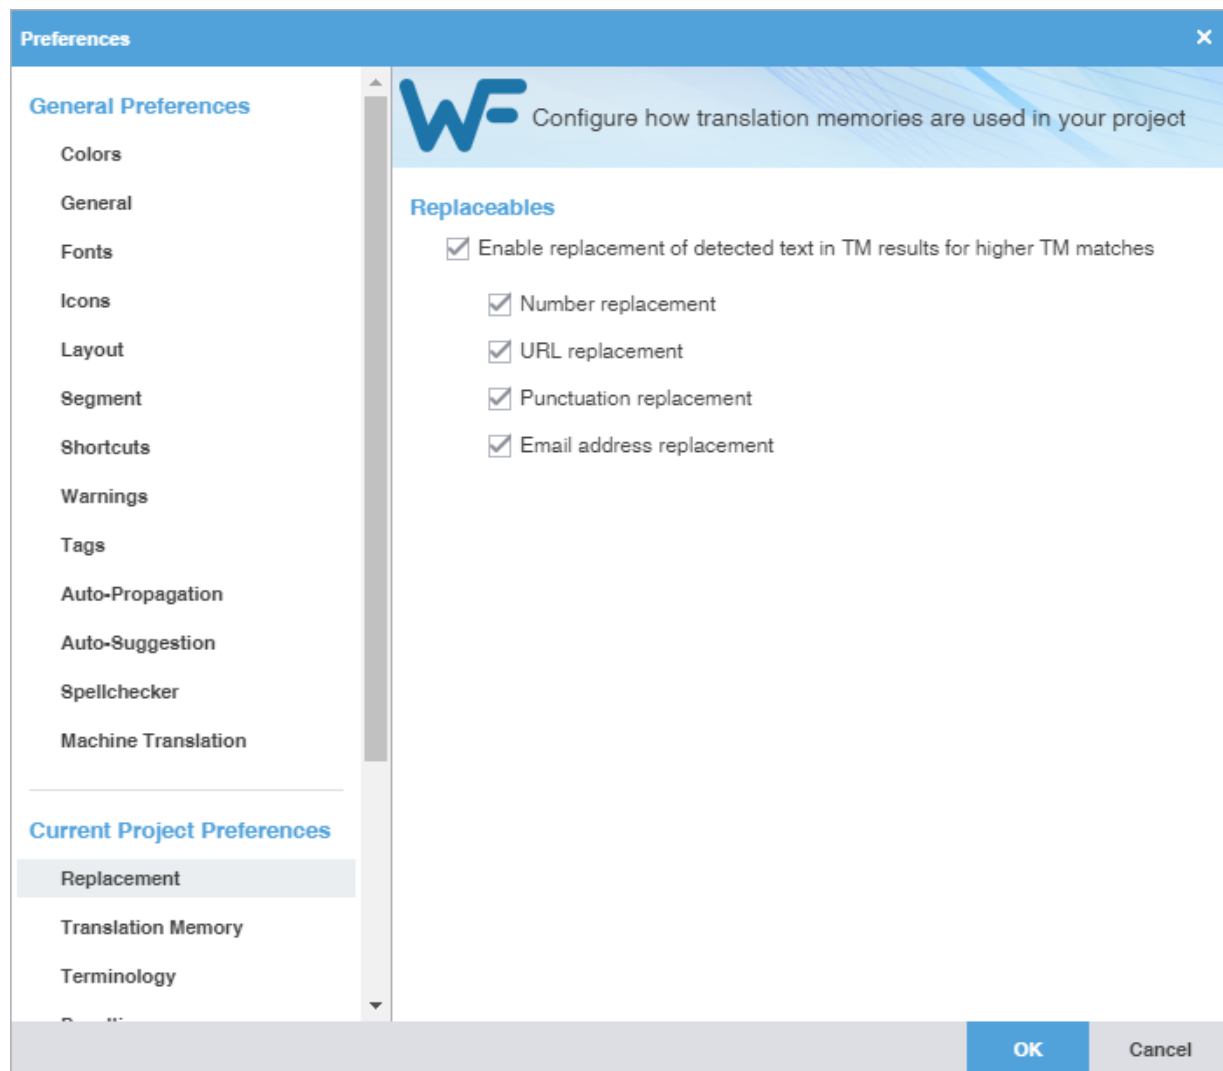 Preferences
General Preferences
Colors
General
Fonts
Icons
Layout
Segment
Shortcuts
Warnings
Tags
Auto-Propagation
Auto-Suggestion
Spellchecker
Machine Translation
Current Project Preferences
Replacement
Translation Memory
Terminology
WF
Configure how translation memories are used in your project
Replaceables
Enable replacement of detected text in TM results for higher TM matches
Number replacement
URL replacement
Punctuation replacement
Email address replacement
OK
Cancel